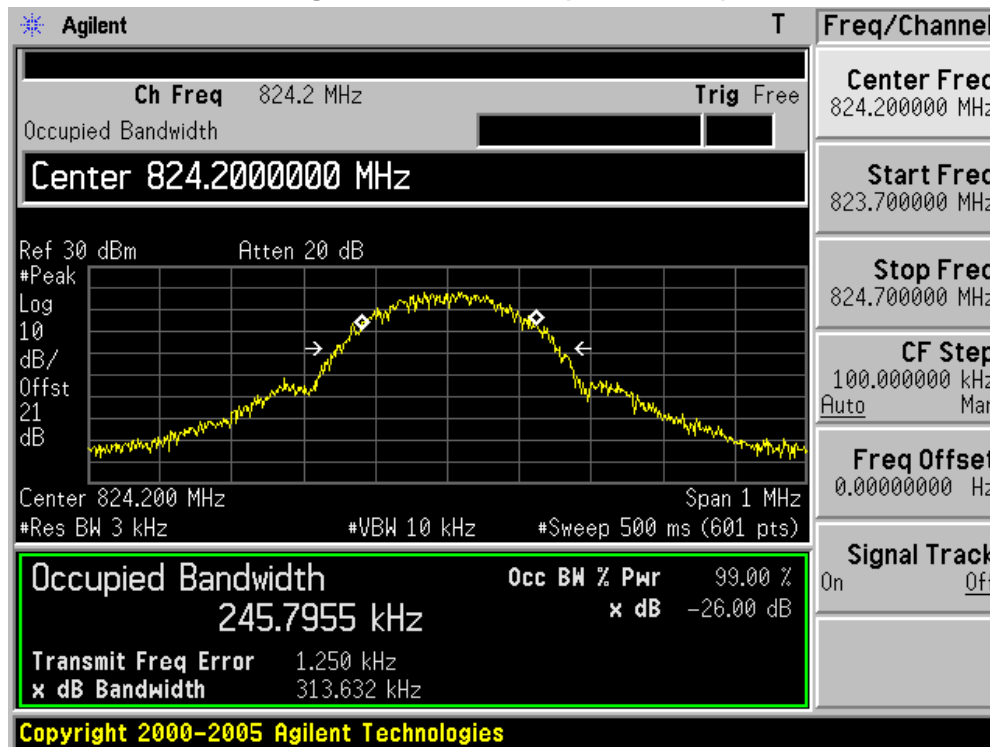 Agilent T Freq/Channel
Ch Freq 824.2 MHz Trig Free
Occupied Bandwidth
Center 824.2000000 MHz
Ref 30 dBm Atten 20 dB
#Peak
Log
10
dB/
Offst
21
dB
Center 824.200 MHz Span 1 MHz
#Res BW 3 kHz #VBW 10 kHz #Sweep 500 ms (601 pts)
Occupied Bandwidth Occ BW % Pwr 99.00 %
245.7955 kHz x dB -26.00 dB
Transmit Freq Error 1.250 kHz
x dB Bandwidth 313.632 kHz
Copyright 2000-2005 Agilent Technologies
Center Freq
824.200000 MHz
Start Freq
823.700000 MHz
Stop Freq
824.700000 MHz
CF Step
100.000000 kHz
Auto Man
Freq Offset
0.00000000 Hz
Signal Track
On Off